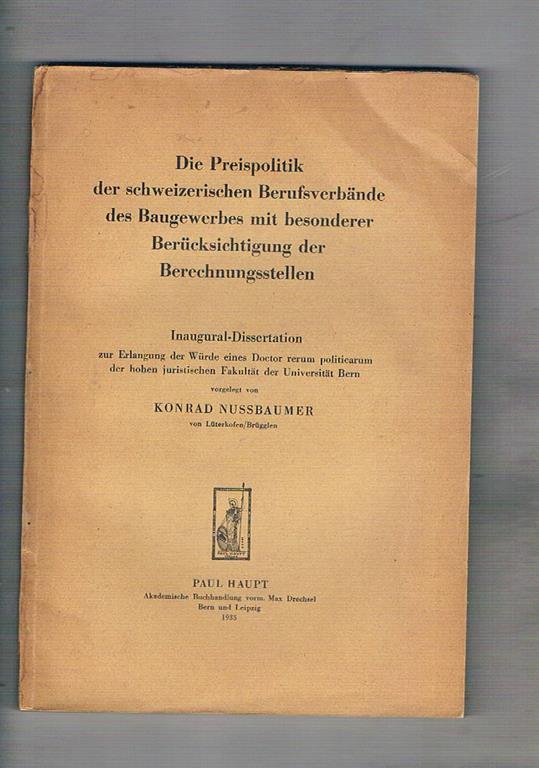 Die Preispolitik
der schweizerischen Berufsverbände
des Baugewerbes mit besonderer
Berücksichtigung der
Berechnungsstellen
Inaugural-Dissertation
zur Erlangung der Würde eines Doctor rerum politicarum
der hohen juristischen Fakultät der Universität Bern
vorgelegt von
KONRAD NUSSBAUMER
von Lüterkofen/Brügglen
PAUL HAUPT
PAUL HAUPT
Akademische Buchhandlung vorm. Max Drechsel
Bern und Leipzig
1935